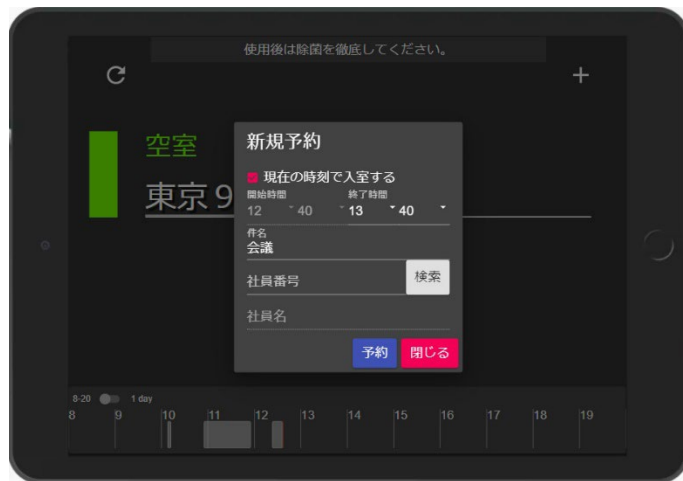 使用後は除菌を徹底してください。
空室
東京9
新規予約
現在の時刻で入室する
開始時間 終了時間
12 40 13 40
件名
会議
社員番号 検索
社員名
予約 閉じる
8-20 1 day
8 9 10 11 12 13 14 15 16 17 18 19